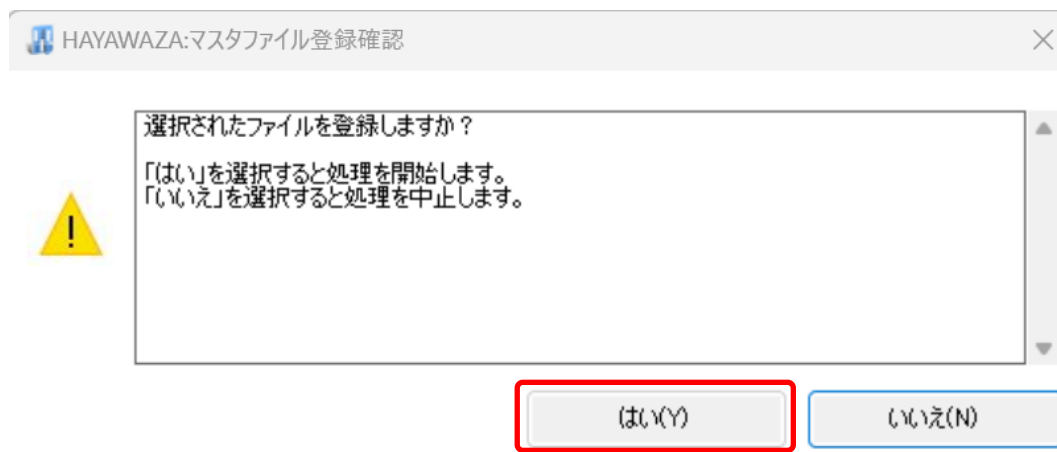 HAYAWAZA:マスタファイル登録確認
選択されたファイルを登録しますか？
「はい」を選択すると処理を開始します。
「いいえ」を選択すると処理を中止します。
はい(Y)
いいえ(N)